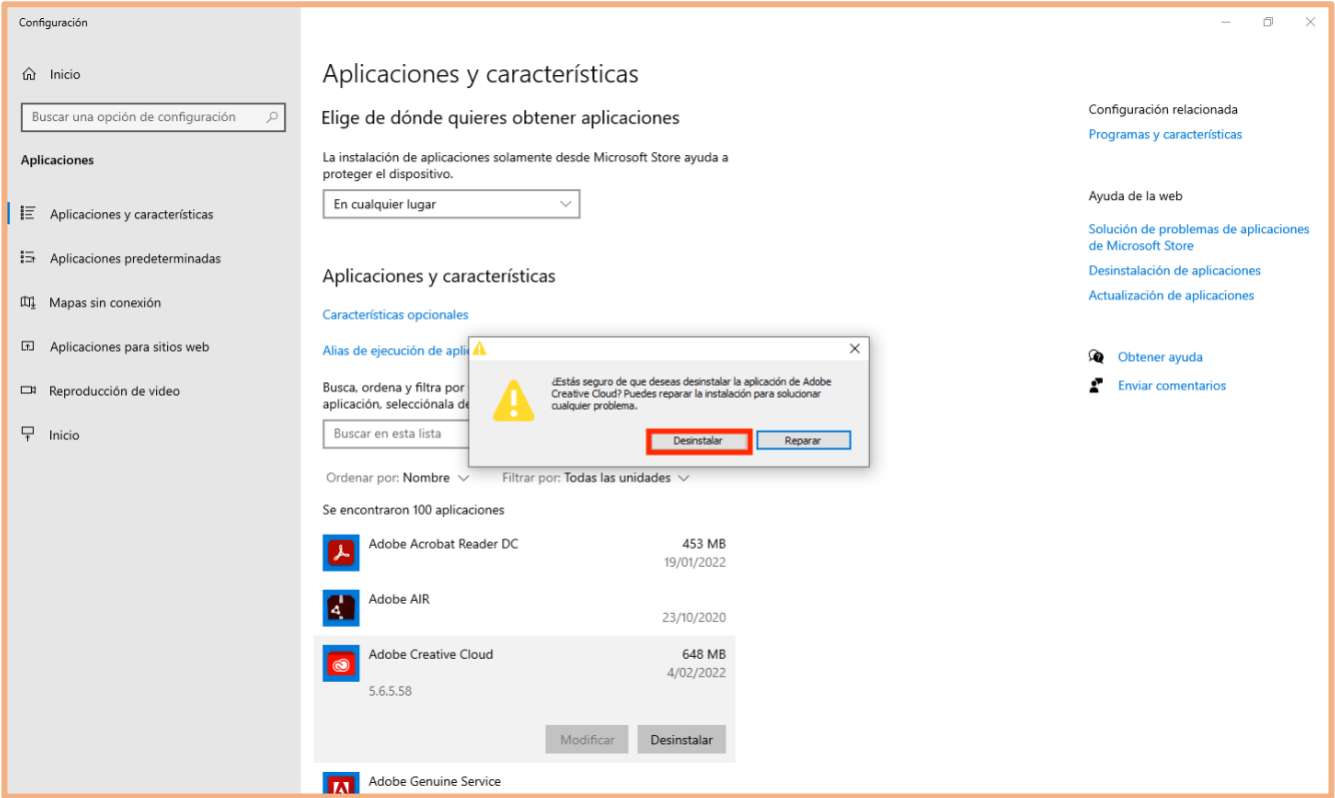 Configuración
Inicio
Buscar una opción de configuración
Aplicaciones
Aplicaciones y características
Aplicaciones predeterminadas
Mapas sin conexión
Aplicaciones para sitios web
Reproducción de video
Inicio
Aplicaciones y características
Elige de dónde quieres obtener aplicaciones
La instalación de aplicaciones solamente desde Microsoft Store ayuda a
proteger el dispositivo.
En cualquier lugar
Aplicaciones y características
Características opcionales
Alias de ejecución de
Busca, ordena y filtra por
aplicación, selecciónala
Buscar en esta lista
¿Estás seguro de que deseas desinstalar la aplicación de Adobe
Creative Cloud? Puedes reparar la instalación para solucionar
cualquier problema.
Desinstalar
Reparar
Ordenar por: Nombre
Filtrar por: Todas las unidades
Se encontraron 100 aplicaciones
Adobe Acrobat Reader DC
453 MB
19/01/2022
Adobe AIR
23/10/2020
Adobe Creative Cloud
648 MB
4/02/2022
5.6.5.58
Modificar
Desinstalar
Adobe Genuine Service
Configuración relacionada
Programas y características
Ayuda de la web
Solución de problemas de aplicaciones
de Microsoft Store
Desinstalación de aplicaciones
Actualización de aplicaciones
Obtener ayuda
Enviar comentarios